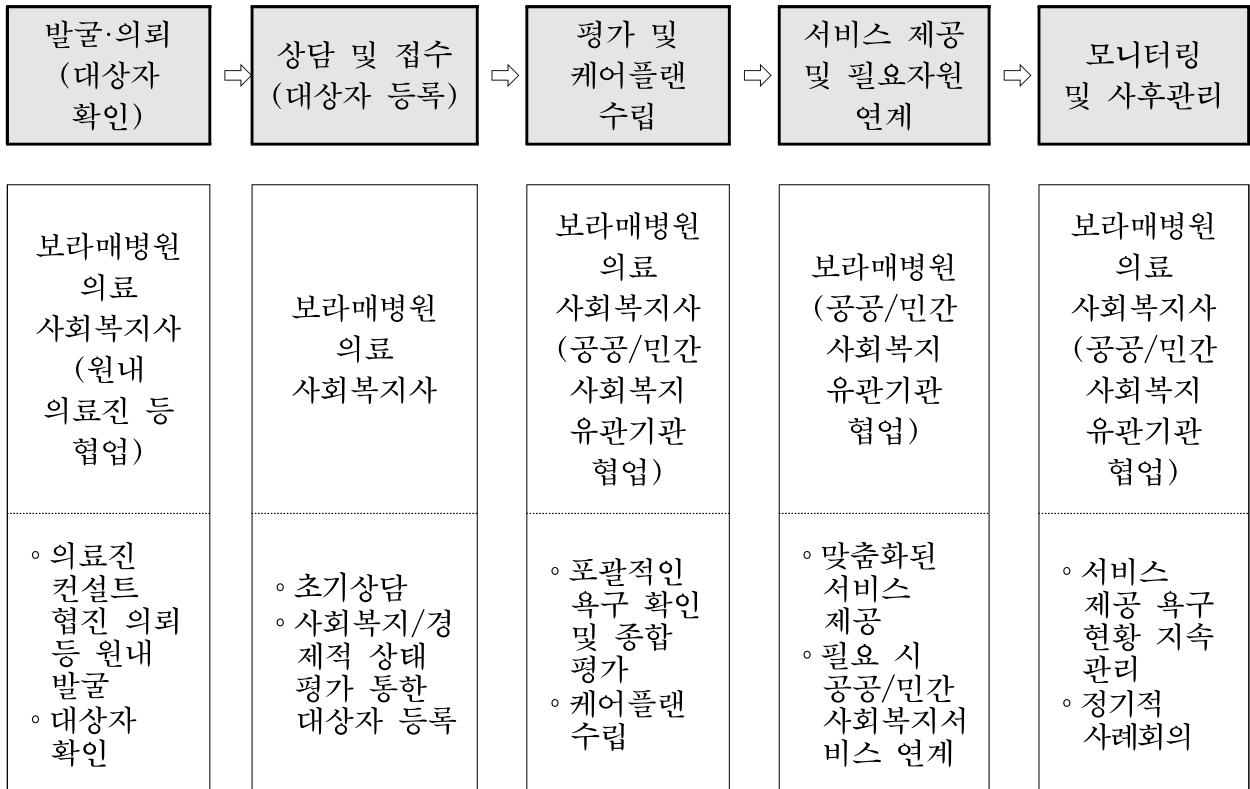 발굴·의뢰
(대상자
확인)
⇨
상담 및 접수
(대상자 등록)
⇨
평가 및
케어플랜
수립
⇨
서비스 제공
및 필요자원
연계
⇨
모니터링
및 사후관리
보라매병원
의료
사회복지사
(원내
의료진 등
협업)
보라매병원
의료
사회복지사
보라매병원
의료
사회복지사
(공공/민간
사회복지
유관기관
협업)
보라매병원
(공공/민간
사회복지
유관기관
협업)
보라매병원
의료
사회복지사
(공공/민간
사회복지
유관기관
협업)
◦의료진
컨설트
협진 의뢰
등 원내
발굴
◦대상자
확인
◦초기상담
◦사회복지/경
제적 상태
평가 통한
대상자 등록
◦포괄적인
욕구 확인
및 종합
평가
◦케어플랜
수립
◦맞춤화된
서비스
제공
◦필요 시
공공/민간
사회복지서
비스 연계
◦서비스
제공 욕구
현황 지속
관리
◦정기적
사례회의